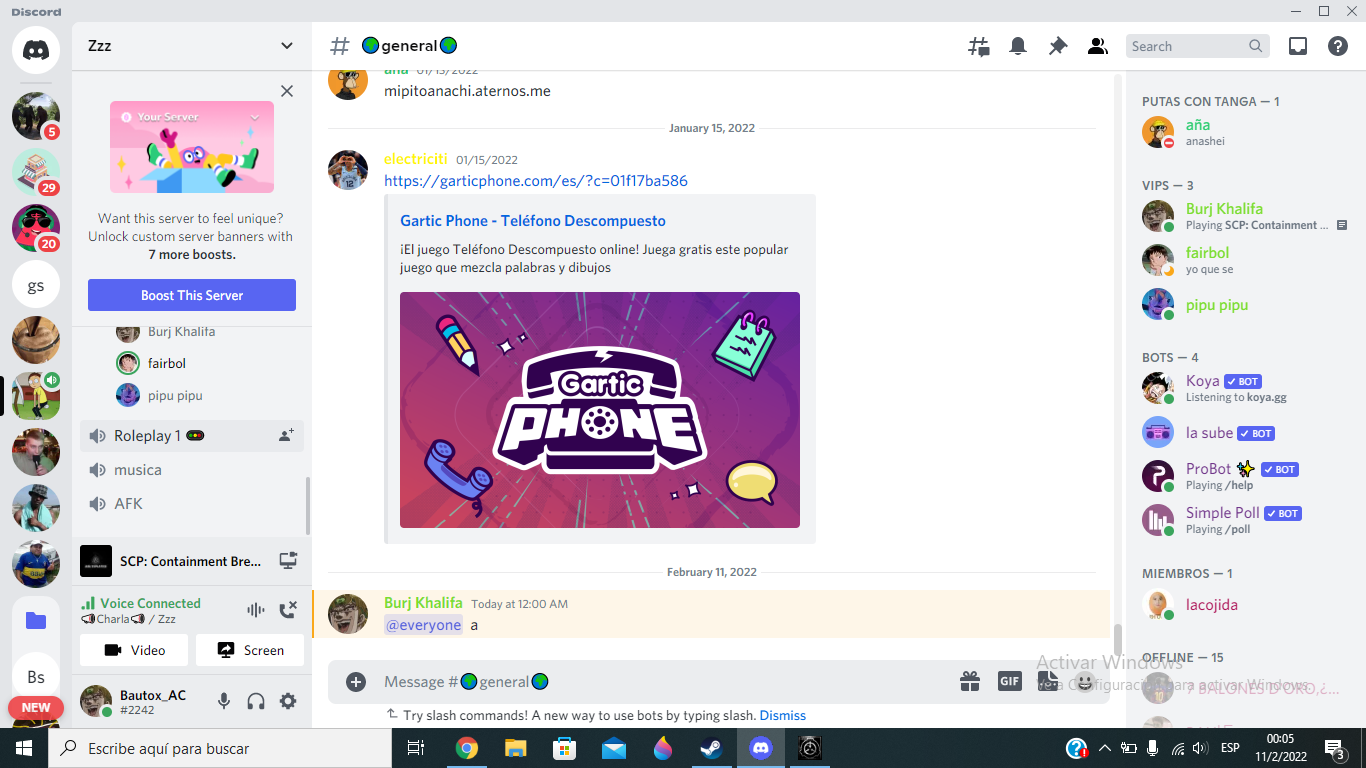 Discord
Zzz
Your Server
Want this server to feel unique?
Unlock custom server banners with
7 more boosts.
Boost This Server
Burj Khalifa
fairbol
pipu pipu
Roleplay 1
musica
AFK
SCP: Containment Bre...
Voice Connected
Charla / Zzz
Video
Screen
Bautox_AC
#2242
5
29
20
gs
Bs
NEW
general
Search
aña 01/13/2022
mipitoanachi.aternos.me
January 15, 2022
electriciti 01/15/2022
https://garticphone.com/es/?c=01f17ba586
Gartic Phone - Teléfono Descompuesto
¡El juego Teléfono Descompuesto online! Juega gratis este popular
juego que mezcla palabras y dibujos
Gartic
PHONE
February 11, 2022
Burj Khalifa Today at 12:00 AM
@everyone a
Message #general
GIF
Try slash commands! A new way to use bots by typing slash. Dismiss
PUTAS CON TANGA — 1
aña
anashei
VIPS — 3
Burj Khalifa
Playing SCP: Containment ...
fairbol
yo que se
pipu pipu
BOTS — 4
Koya BOT
Listening to koya.gg
la sube BOT
ProBot BOT
Playing /help
Simple Poll BOT
Playing /poll
MIEMBROS — 1
lacojida
OFFLINE — 15
7 BALONES D'ORO,¿...
Activar Windows
Ve a Configuración para activar Windows.
Escribe aquí para buscar
ESP
00:05
11/2/2022
3